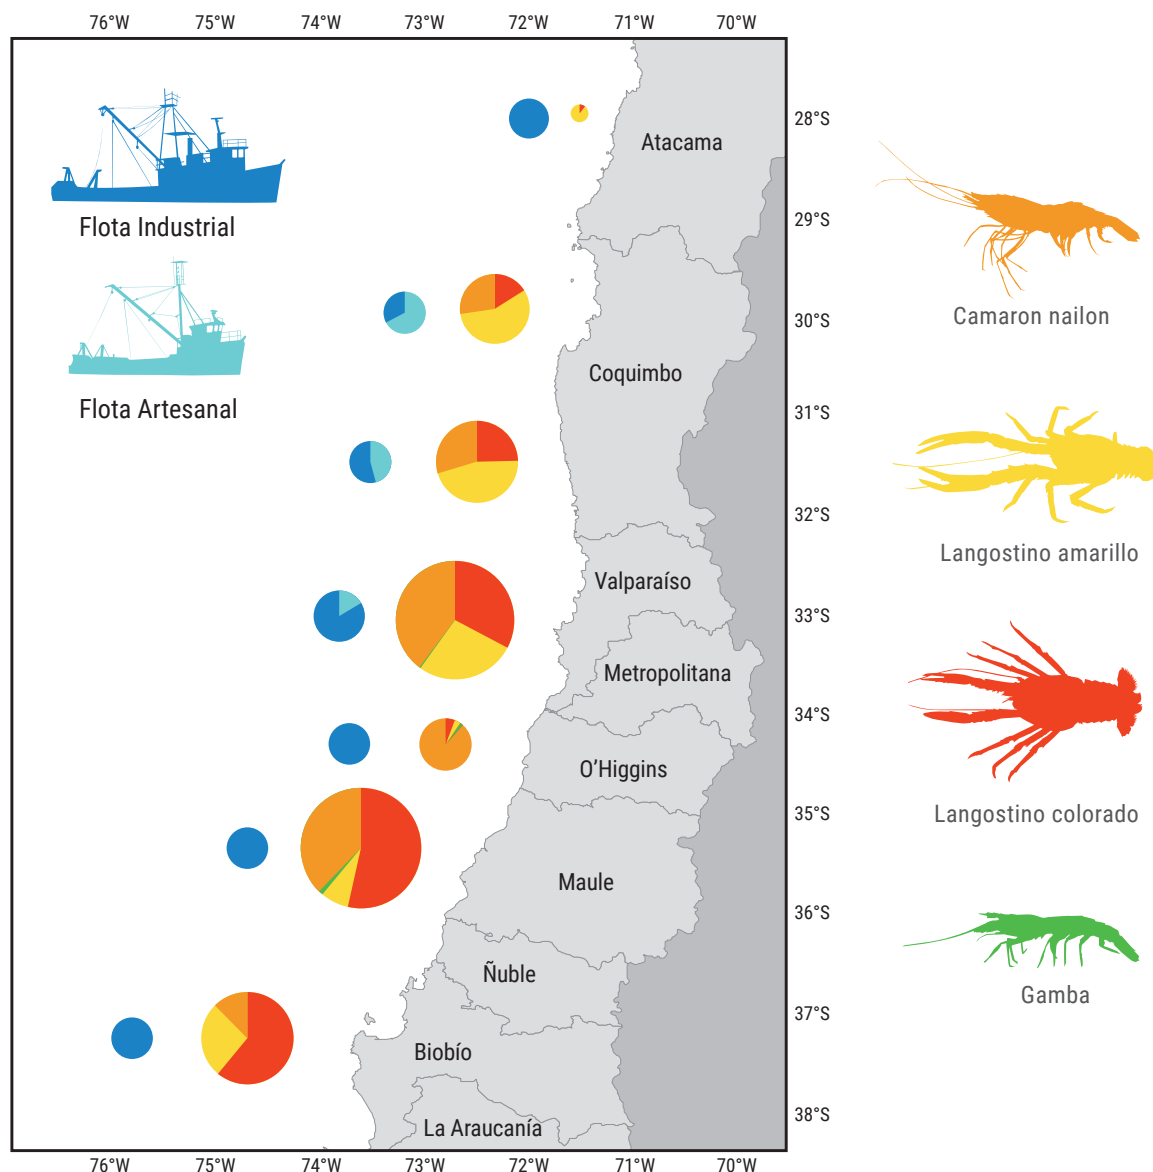 76°W 75°W 74°W 73°W 72°W 71°W 70°W
Flota Industrial
Flota Artesanal
Atacama
Coquimbo
Valparaíso
Metropolitana
O'Higgins
Maule
Ñuble
Biobío
La Araucanía
28°S
29°S
30°S
31°S
32°S
33°S
34°S
35°S
36°S
37°S
38°S
Camaron nailon
Langostino amarillo
Langostino colorado
Gamba
76°W 75°W 74°W 73°W 72°W 71°W 70°W